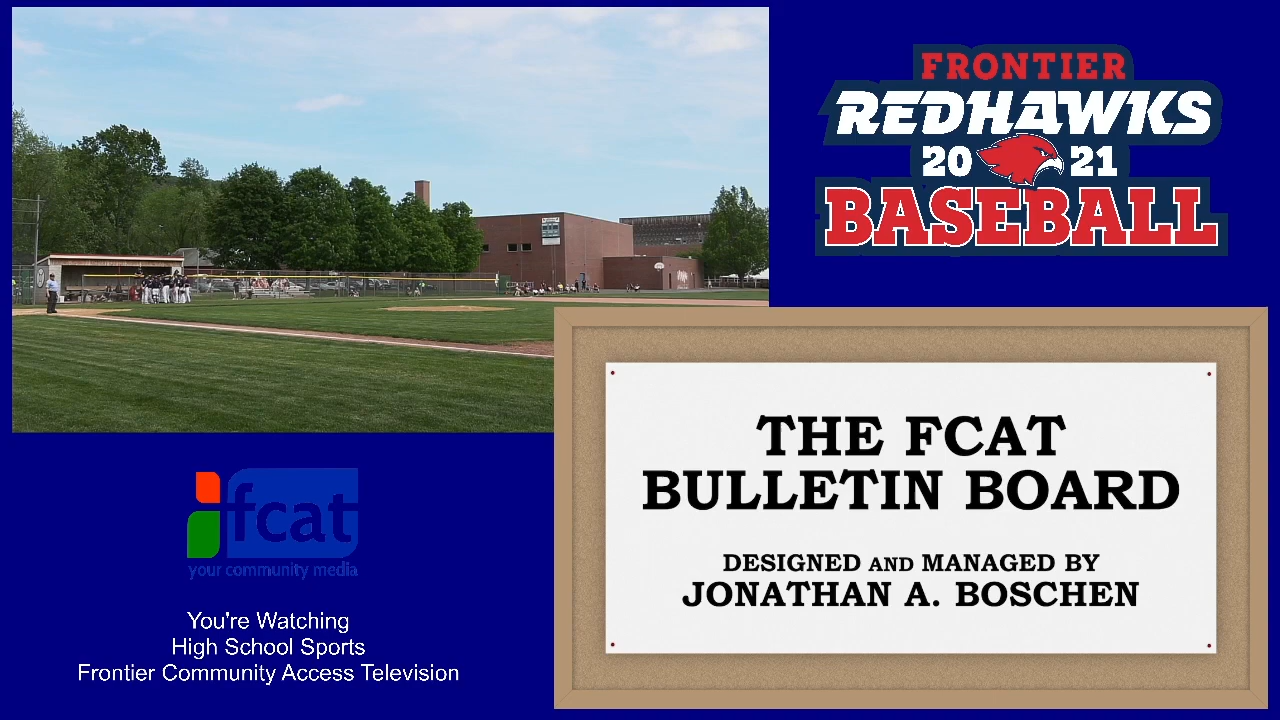 FRONTIER
REDHAWKS
20 21
BASEBALL
THE FCAT
BULLETIN BOARD
DESIGNED AND MANAGED BY
JONATHAN A. BOSCHEN
fcat
your community media
You're Watching
High School Sports
Frontier Community Access Television